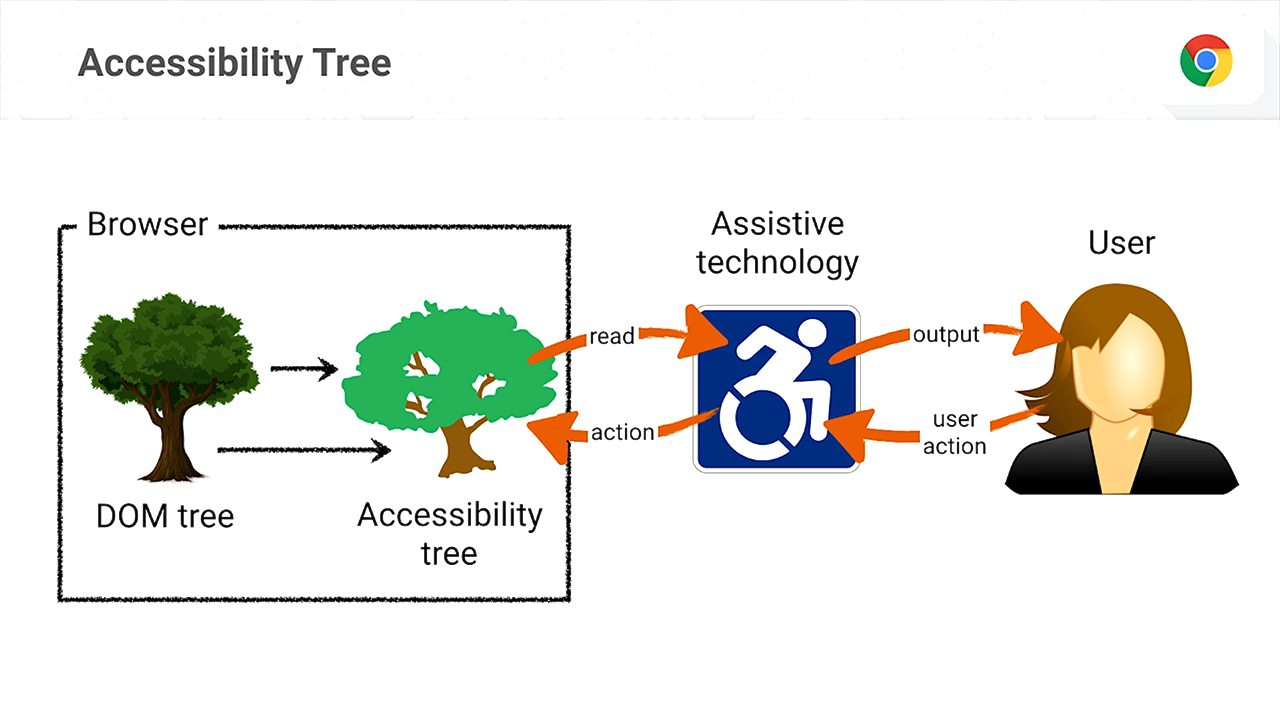 Accessibility Tree
Browser
Assistive
technology
User
read
output
action
user
action
DOM tree
Accessibility
tree